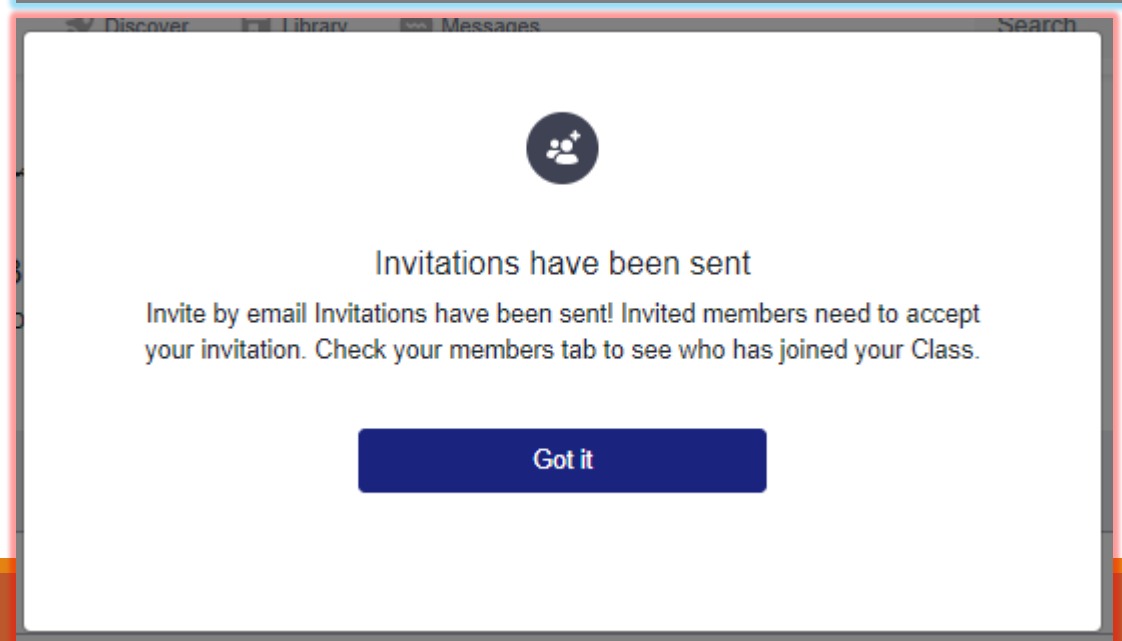 Discover Library Messages Search
Invitations have been sent
Invite by email Invitations have been sent! Invited members need to accept
your invitation. Check your members tab to see who has joined your Class.
Got it